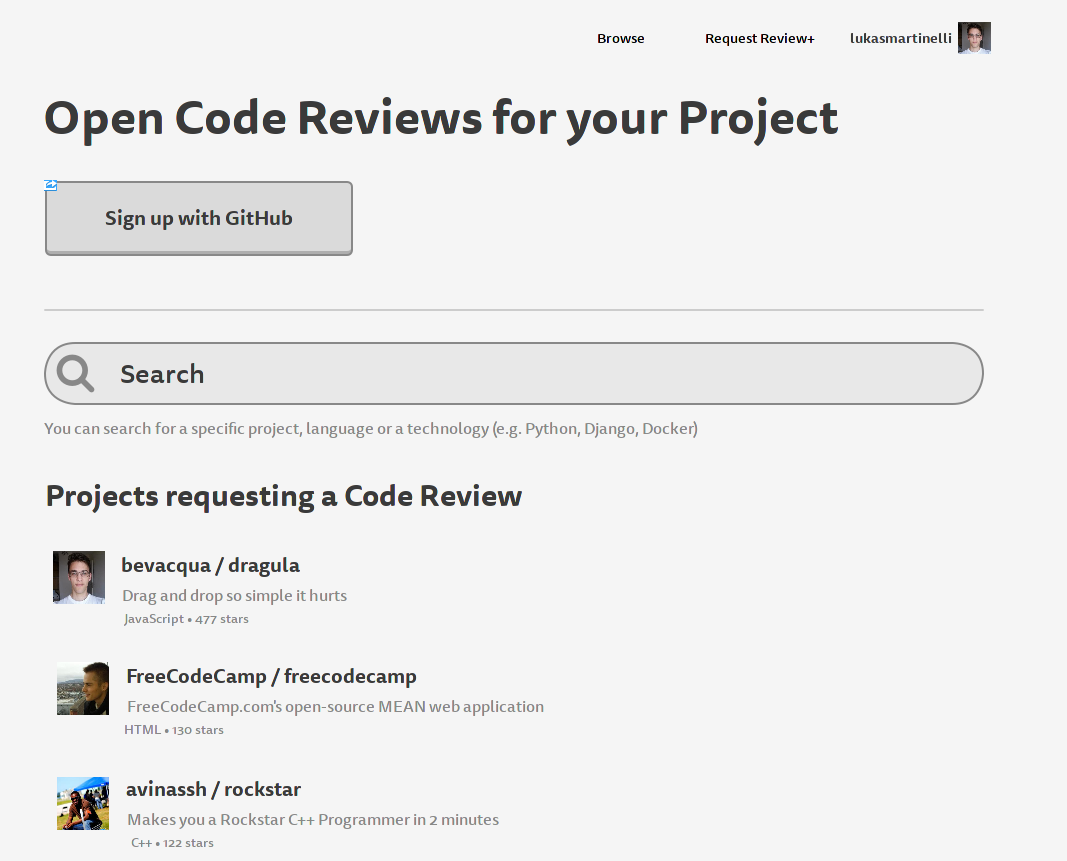 Browse Request Review+ lukasmartinelli
Open Code Reviews for your Project
Sign up with GitHub
Search
You can search for a specific project, language or a technology (e.g. Python, Django, Docker)
Projects requesting a Code Review
bevacqua / dragula
Drag and drop so simple it hurts
JavaScript • 477 stars
FreeCodeCamp / freecodecamp
FreeCodeCamp.com's open-source MEAN web application
HTML • 130 stars
avinassh / rockstar
Makes you a Rockstar C++ Programmer in 2 minutes
C++ • 122 stars